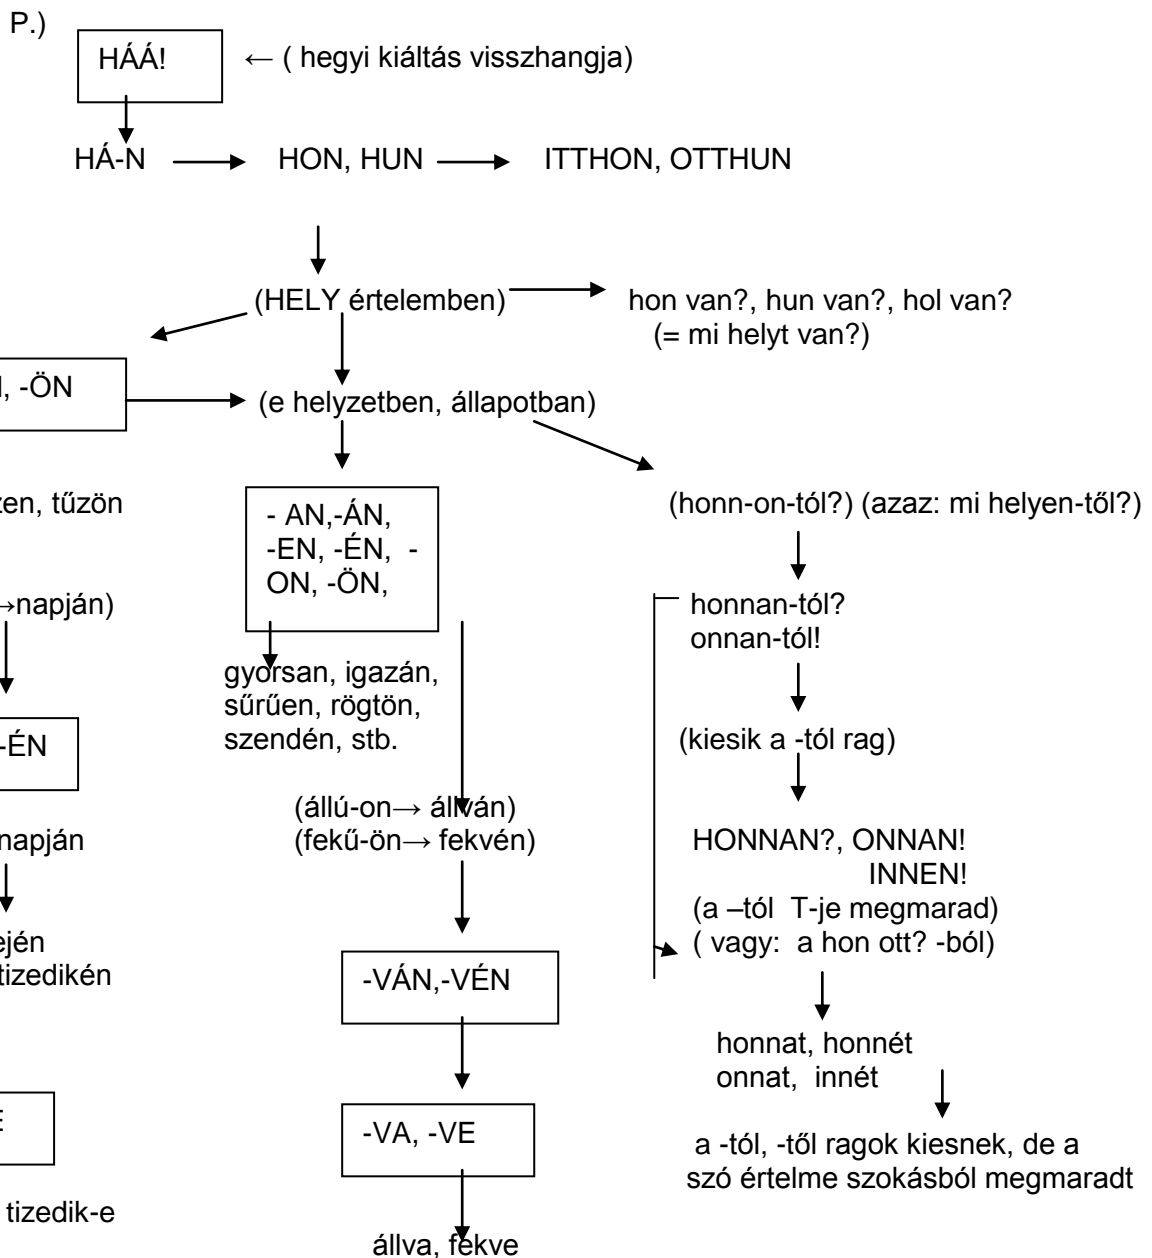 P.)
HÁÁ!
← ( hegyi kiáltás visszhangja)
HÁ-N
HON, HUN
ITTHON, OTTHUN
(HELY értelemben)
hon van?, hun van?, hol van?
(= mi helyt van?)
, -ÖN
(e helyzetben, állapotban)
zen, tűzön
- AN,-ÁN,
-EN, -ÉN, -
ON, -ÖN,
(honn-on-tól?) (azaz: mi helyen-től?)
→napján)
honnan-tól?
onnan-tól!
gyorsan, igazán,
sűrűen, rögtön,
szendén, stb.
-ÉN
(kiesik a -tól rag)
(állú-on→ állván)
(fekű-ön→ fekvén)
napján
HONNAN?, ONNAN!
INNEN!
(a –tól T-je megmarad)
( vagy: a hon ott? -ból)
ején
tizedikén
-VÁN,-VÉN
honnat, honnét
onnat, innét
-VA, -VE
a -tól, -től ragok kiesnek, de a
szó értelme szokásból megmaradt
tizedik-e
állva, fekve